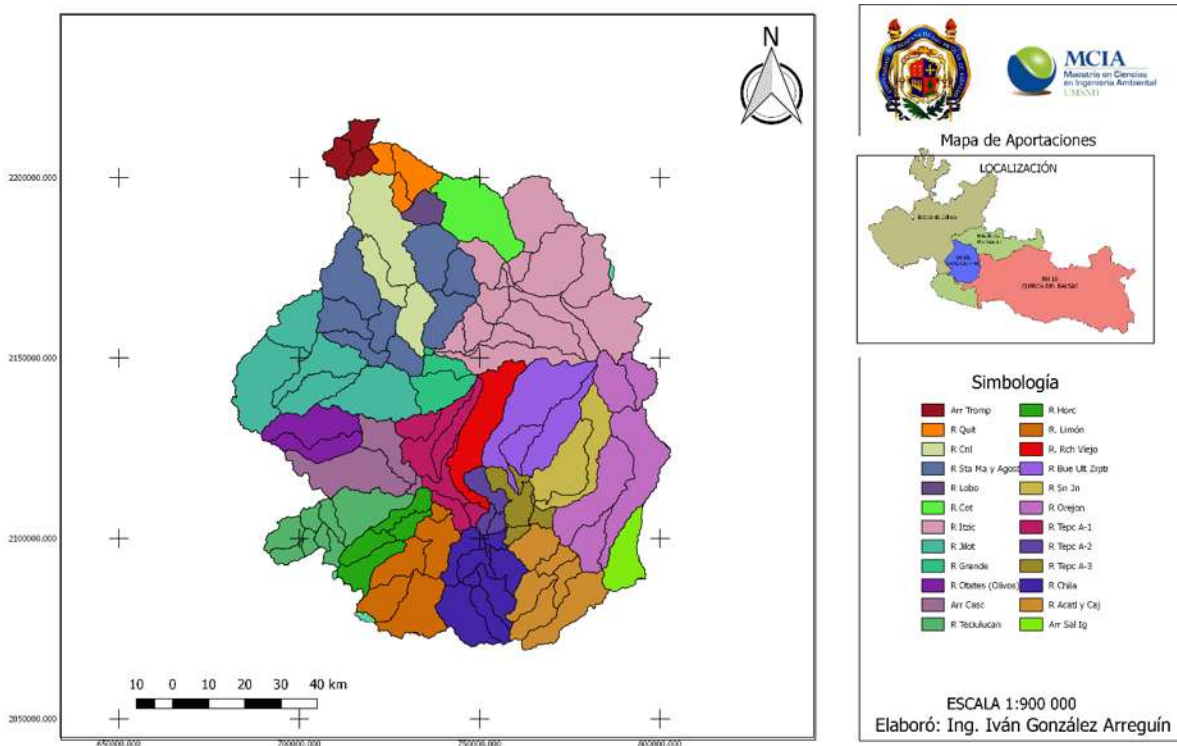 N
2200000.000
2150000.000
2100000.000
2050000.000
650000.000
700000.000
750000.000
800000.000
10 0 10 20 30 40 km
MCIA
Maestría en Ciencias
en Ingeniería Ambiental
UMSNH
Mapa de Aportaciones
LOCALIZACIÓN
CUENCA DEL BALSAS
Simbología
Arr Tromp
R Quit
R Cnl
R Sta Ma y Agost
R Lobo
R Cot
R Itzic
R Jilot
R Grande
R Otates (Olivos)
Arr Casc
R Teciulucan
R Horc
R. Limón
R. Rch Viejo
R Bue Ult Zrptr
R Sn Jn
R Orejon
R Tepc A-1
R Tepc A-2
R Tepc A-3
R Chila
R Acatl y Caj
Arr Sal Ig
ESCALA 1:900 000
Elaboró: Ing. Iván González Arreguín